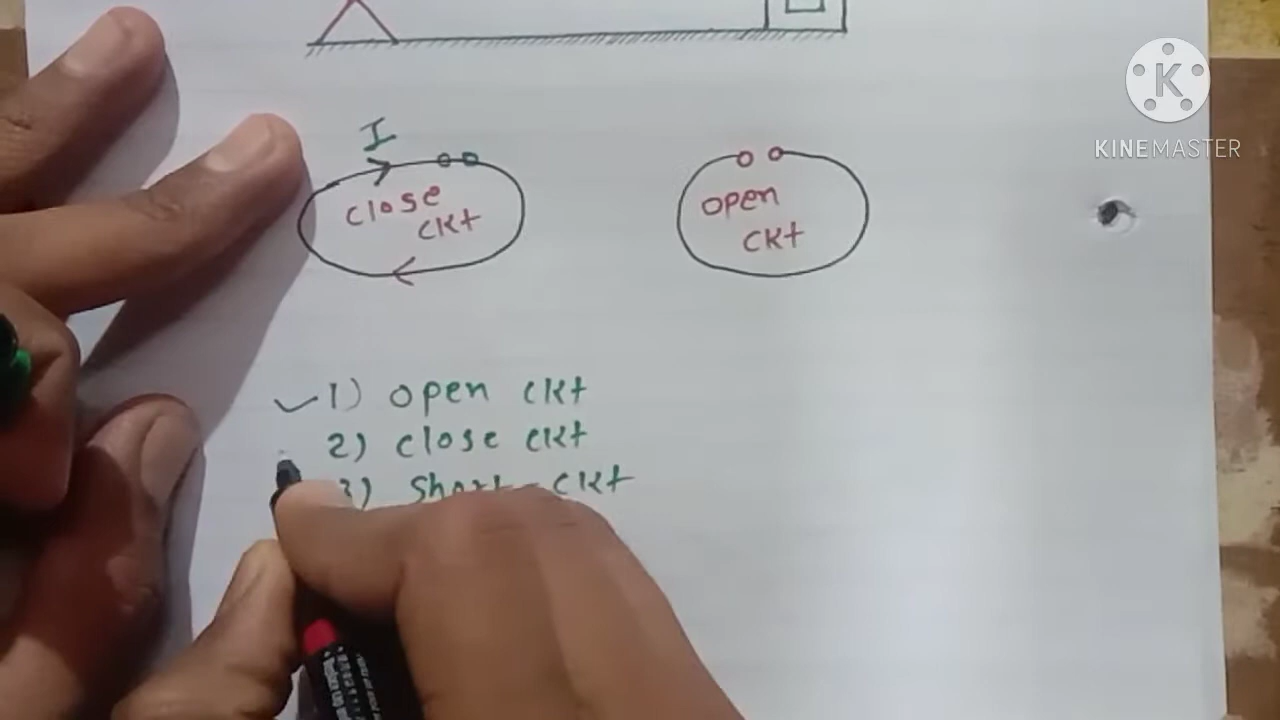 I
close
ckt
open
ckt
1) open ckt
2) close ckt
3) short-ckt
K
KINEMASTER